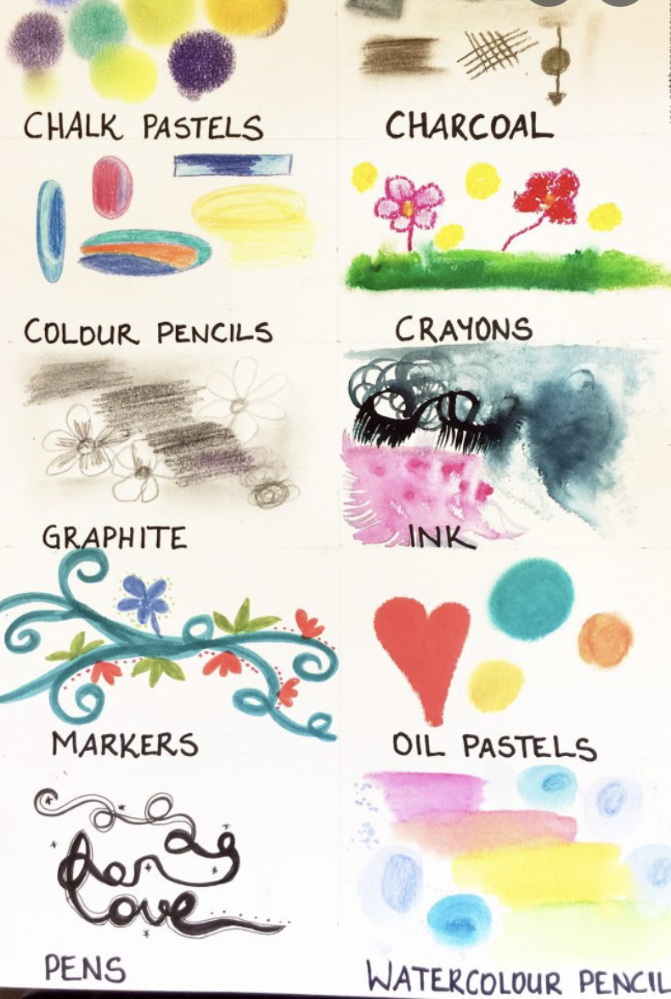 CHALK PASTELS
CHARCOAL
COLOUR PENCILS
CRAYONS
GRAPHITE
INK
MARKERS
OIL PASTELS
Love
PENS
WATERCOLOUR PENCIL